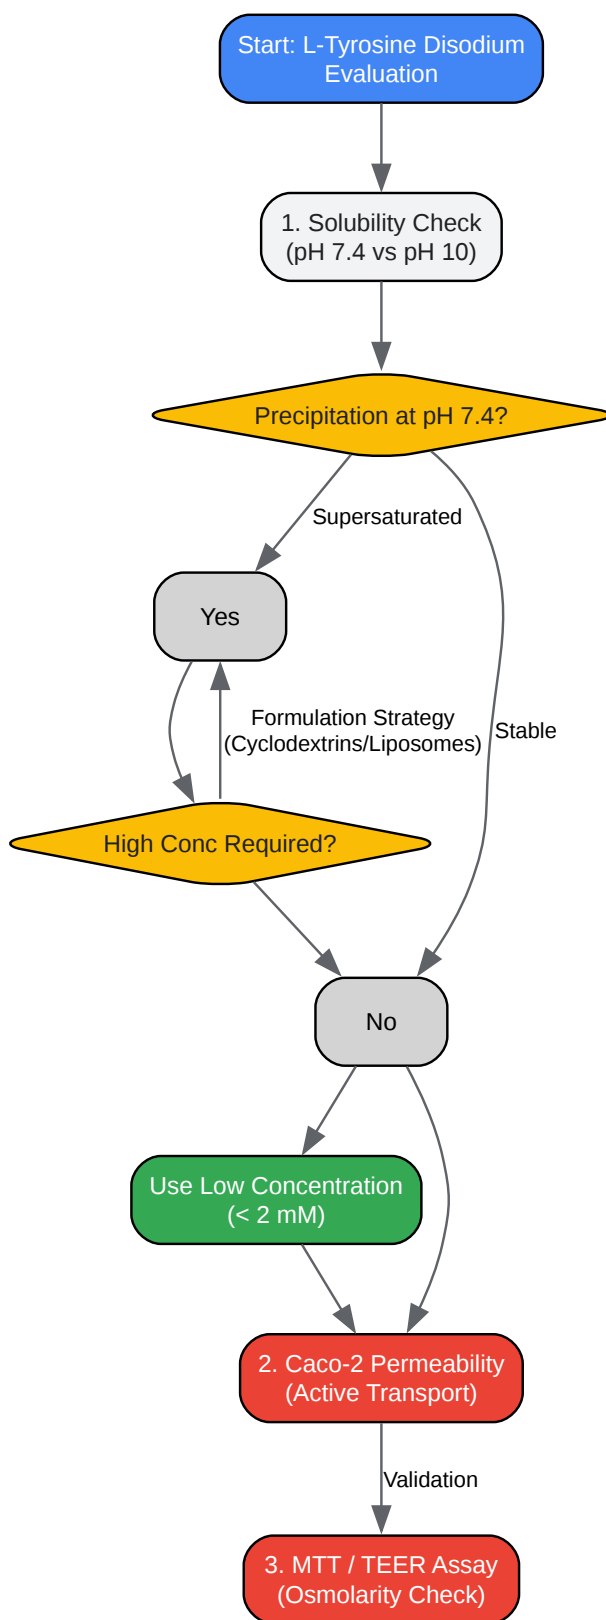 Start: L-Tyrosine Disodium
Evaluation
1. Solubility Check
(pH 7.4 vs pH 10)
Precipitation at pH 7.4?
Supersaturated
Yes
Formulation Strategy
(Cyclodextrins/Liposomes)
Stable
High Conc Required?
No
Use Low Concentration
(< 2 mM)
2. Caco-2 Permeability
(Active Transport)
Validation
3. MTT / TEER Assay
(Osmolarity Check)